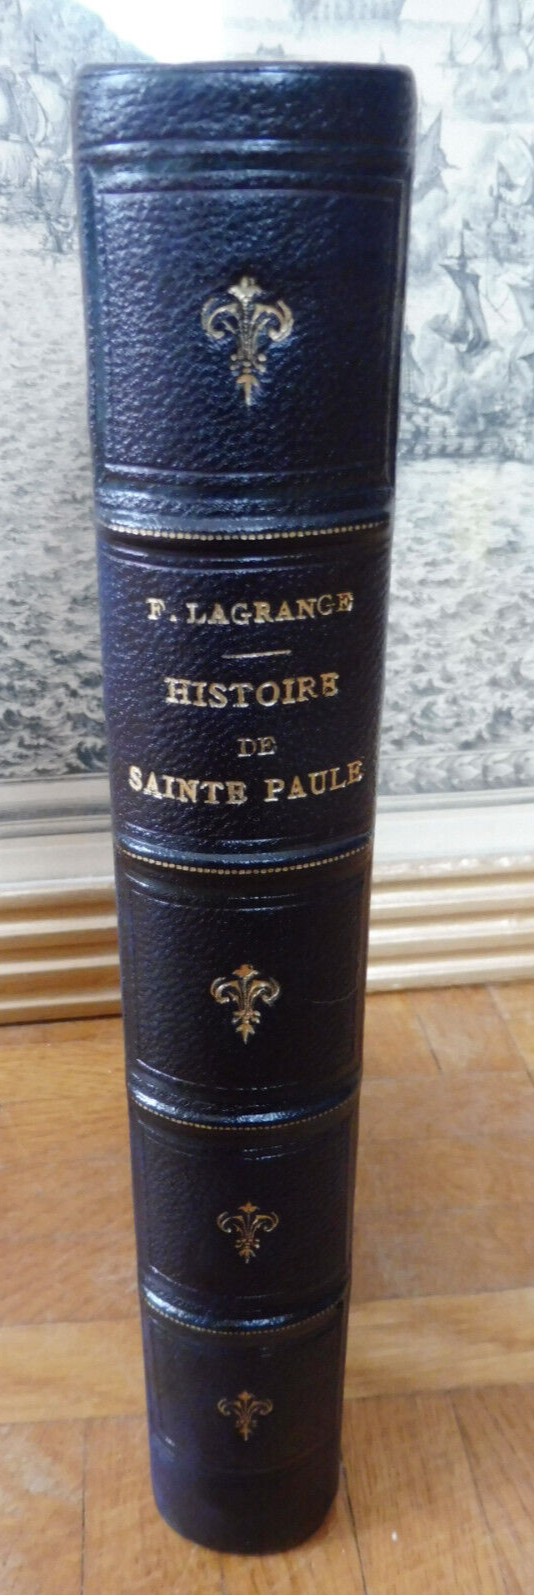 F. LAGRANGE
HISTOIRE
DE
SAINTE PAULE